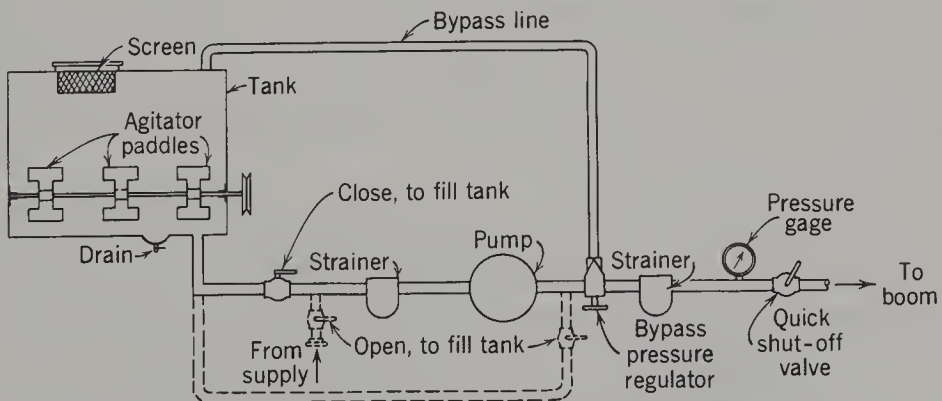 Bypass line
Screen
Tank
Agitator
paddles
Close, to fill tank
Pressure
gage
Drain
Strainer
Pump
Strainer
To
boom
From
supply
Open, to fill tank
Bypass
pressure
regulator
Quick
shut-off
valve